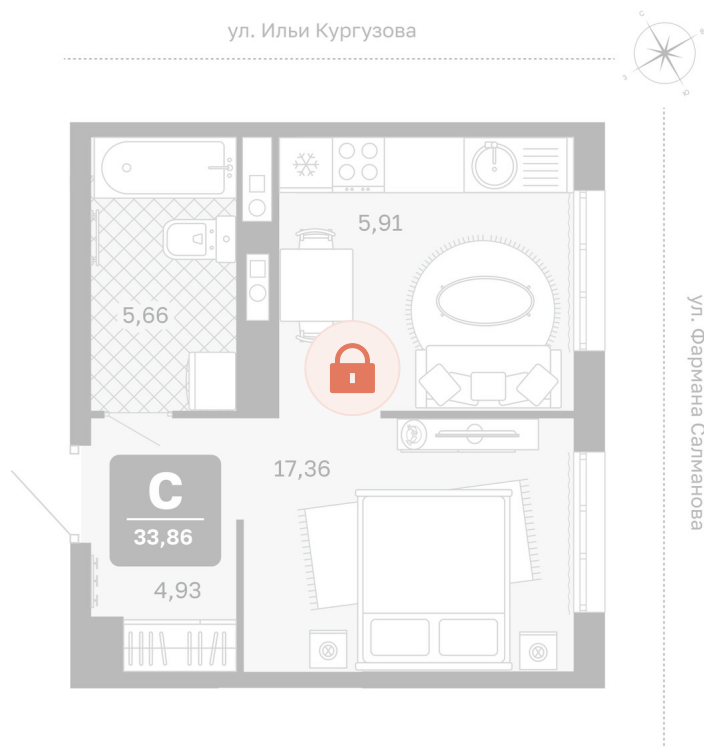 ул. Ильи Кургузова
С
В
З
Ю
5,91
5,66
ул. Фармана Салманова
17,36
С
33,86
4,93